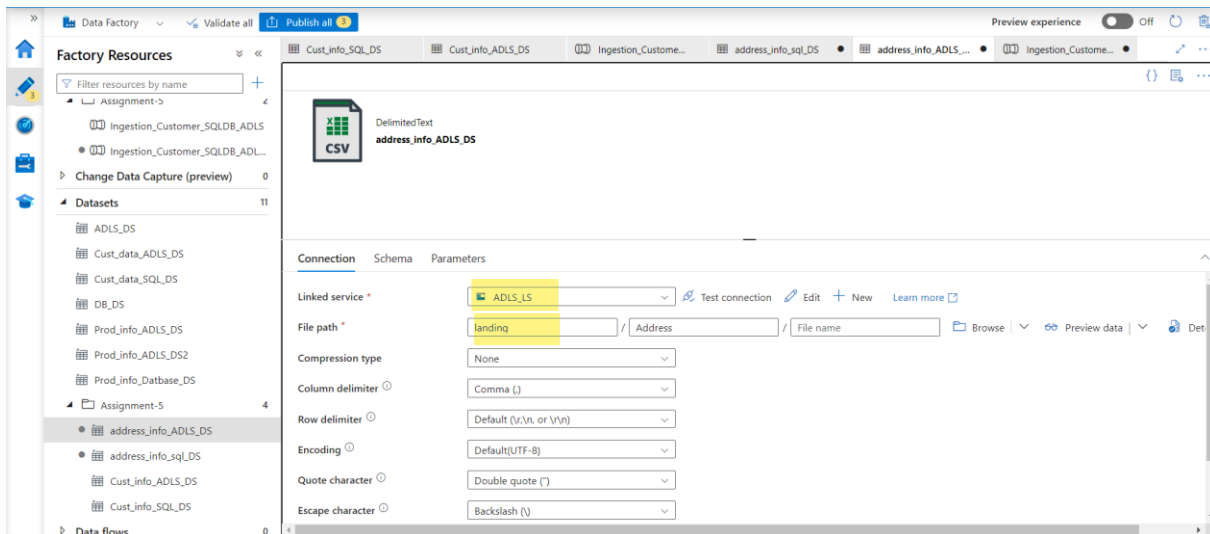 »
Data Factory
Validate all
Publish all 3
Preview experience
Off
Factory Resources
Filter resources by name
Assignment-5 2
Ingestion_Customer_SQLDB_ADLS
Ingestion_Customer_SQLDB_ADL...
Change Data Capture (preview) 0
Datasets 11
ADLS_DS
Cust_data_ADLS_DS
Cust_data_SQL_DS
DB_DS
Prod_info_ADLS_DS
Prod_info_ADLS_DS2
Prod_info_Datbase_DS
Assignment-5 4
address_info_ADLS_DS
address_info_sql_DS
Cust_info_ADLS_DS
Cust_info_SQL_DS
Data flows 0
Cust_info_SQL_DS
Cust_info_ADLS_DS
Ingestion_Custome...
address_info_sql_DS
address_info_ADLS_...
Ingestion_Custome...
CSV
DelimitedText
address_info_ADLS_DS
Connection Schema Parameters
Linked service * ADLS_LS Test connection Edit New Learn more
File path * landing / Address / File name Browse Preview data Det
Compression type None
Column delimiter Comma (,)
Row delimiter Default (\r,\n, or \r\n)
Encoding Default(UTF-8)
Quote character Double quote (")
Escape character Backslash (\)